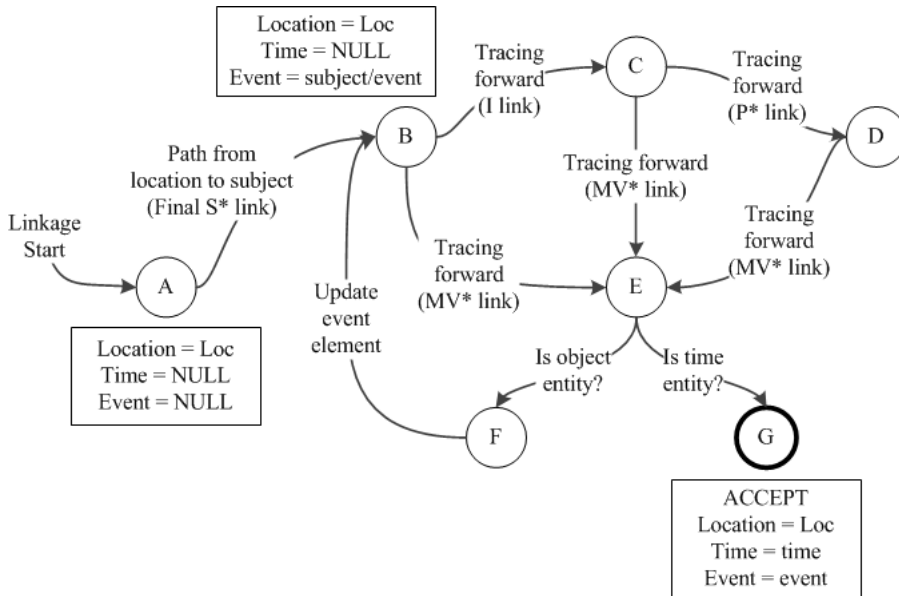 Location = Loc
Time = NULL
Event = subject/event
Tracing
forward
(I link)
C
Tracing
forward
(P* link)
B
D
Path from
location to subject
(Final S* link)
Tracing forward
(MV* link)
Linkage
Start
Tracing
forward
(MV* link)
Tracing
forward
(MV* link)
A
E
Update
event
element
Location = Loc
Time = NULL
Event = NULL
Is object
entity?
Is time
entity?
F
G
ACCEPT
Location = Loc
Time = time
Event = event